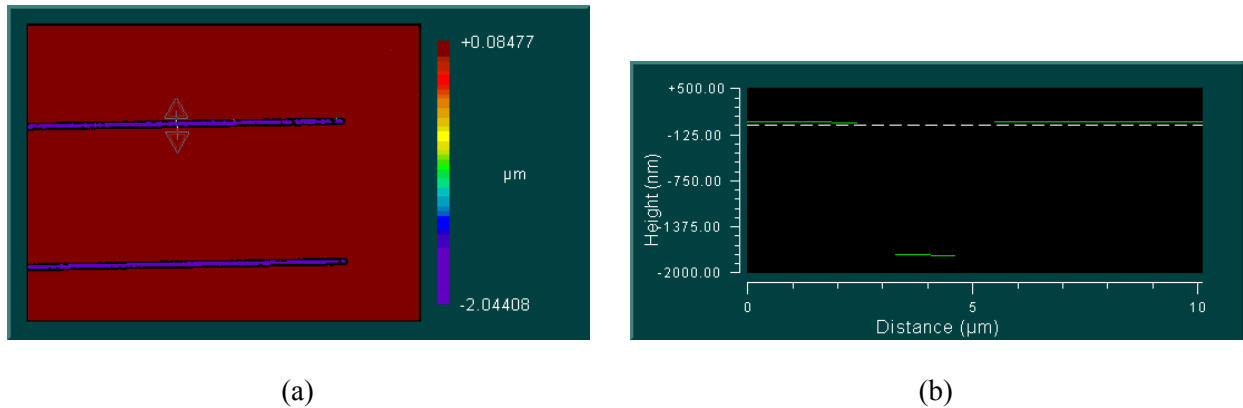 +0.08477
µm
-2.04408
(a)
+500.00
-125.00
-750.00
-1375.00
-2000.00
Height (nm)
0
5
10
Distance (µm)
(b)